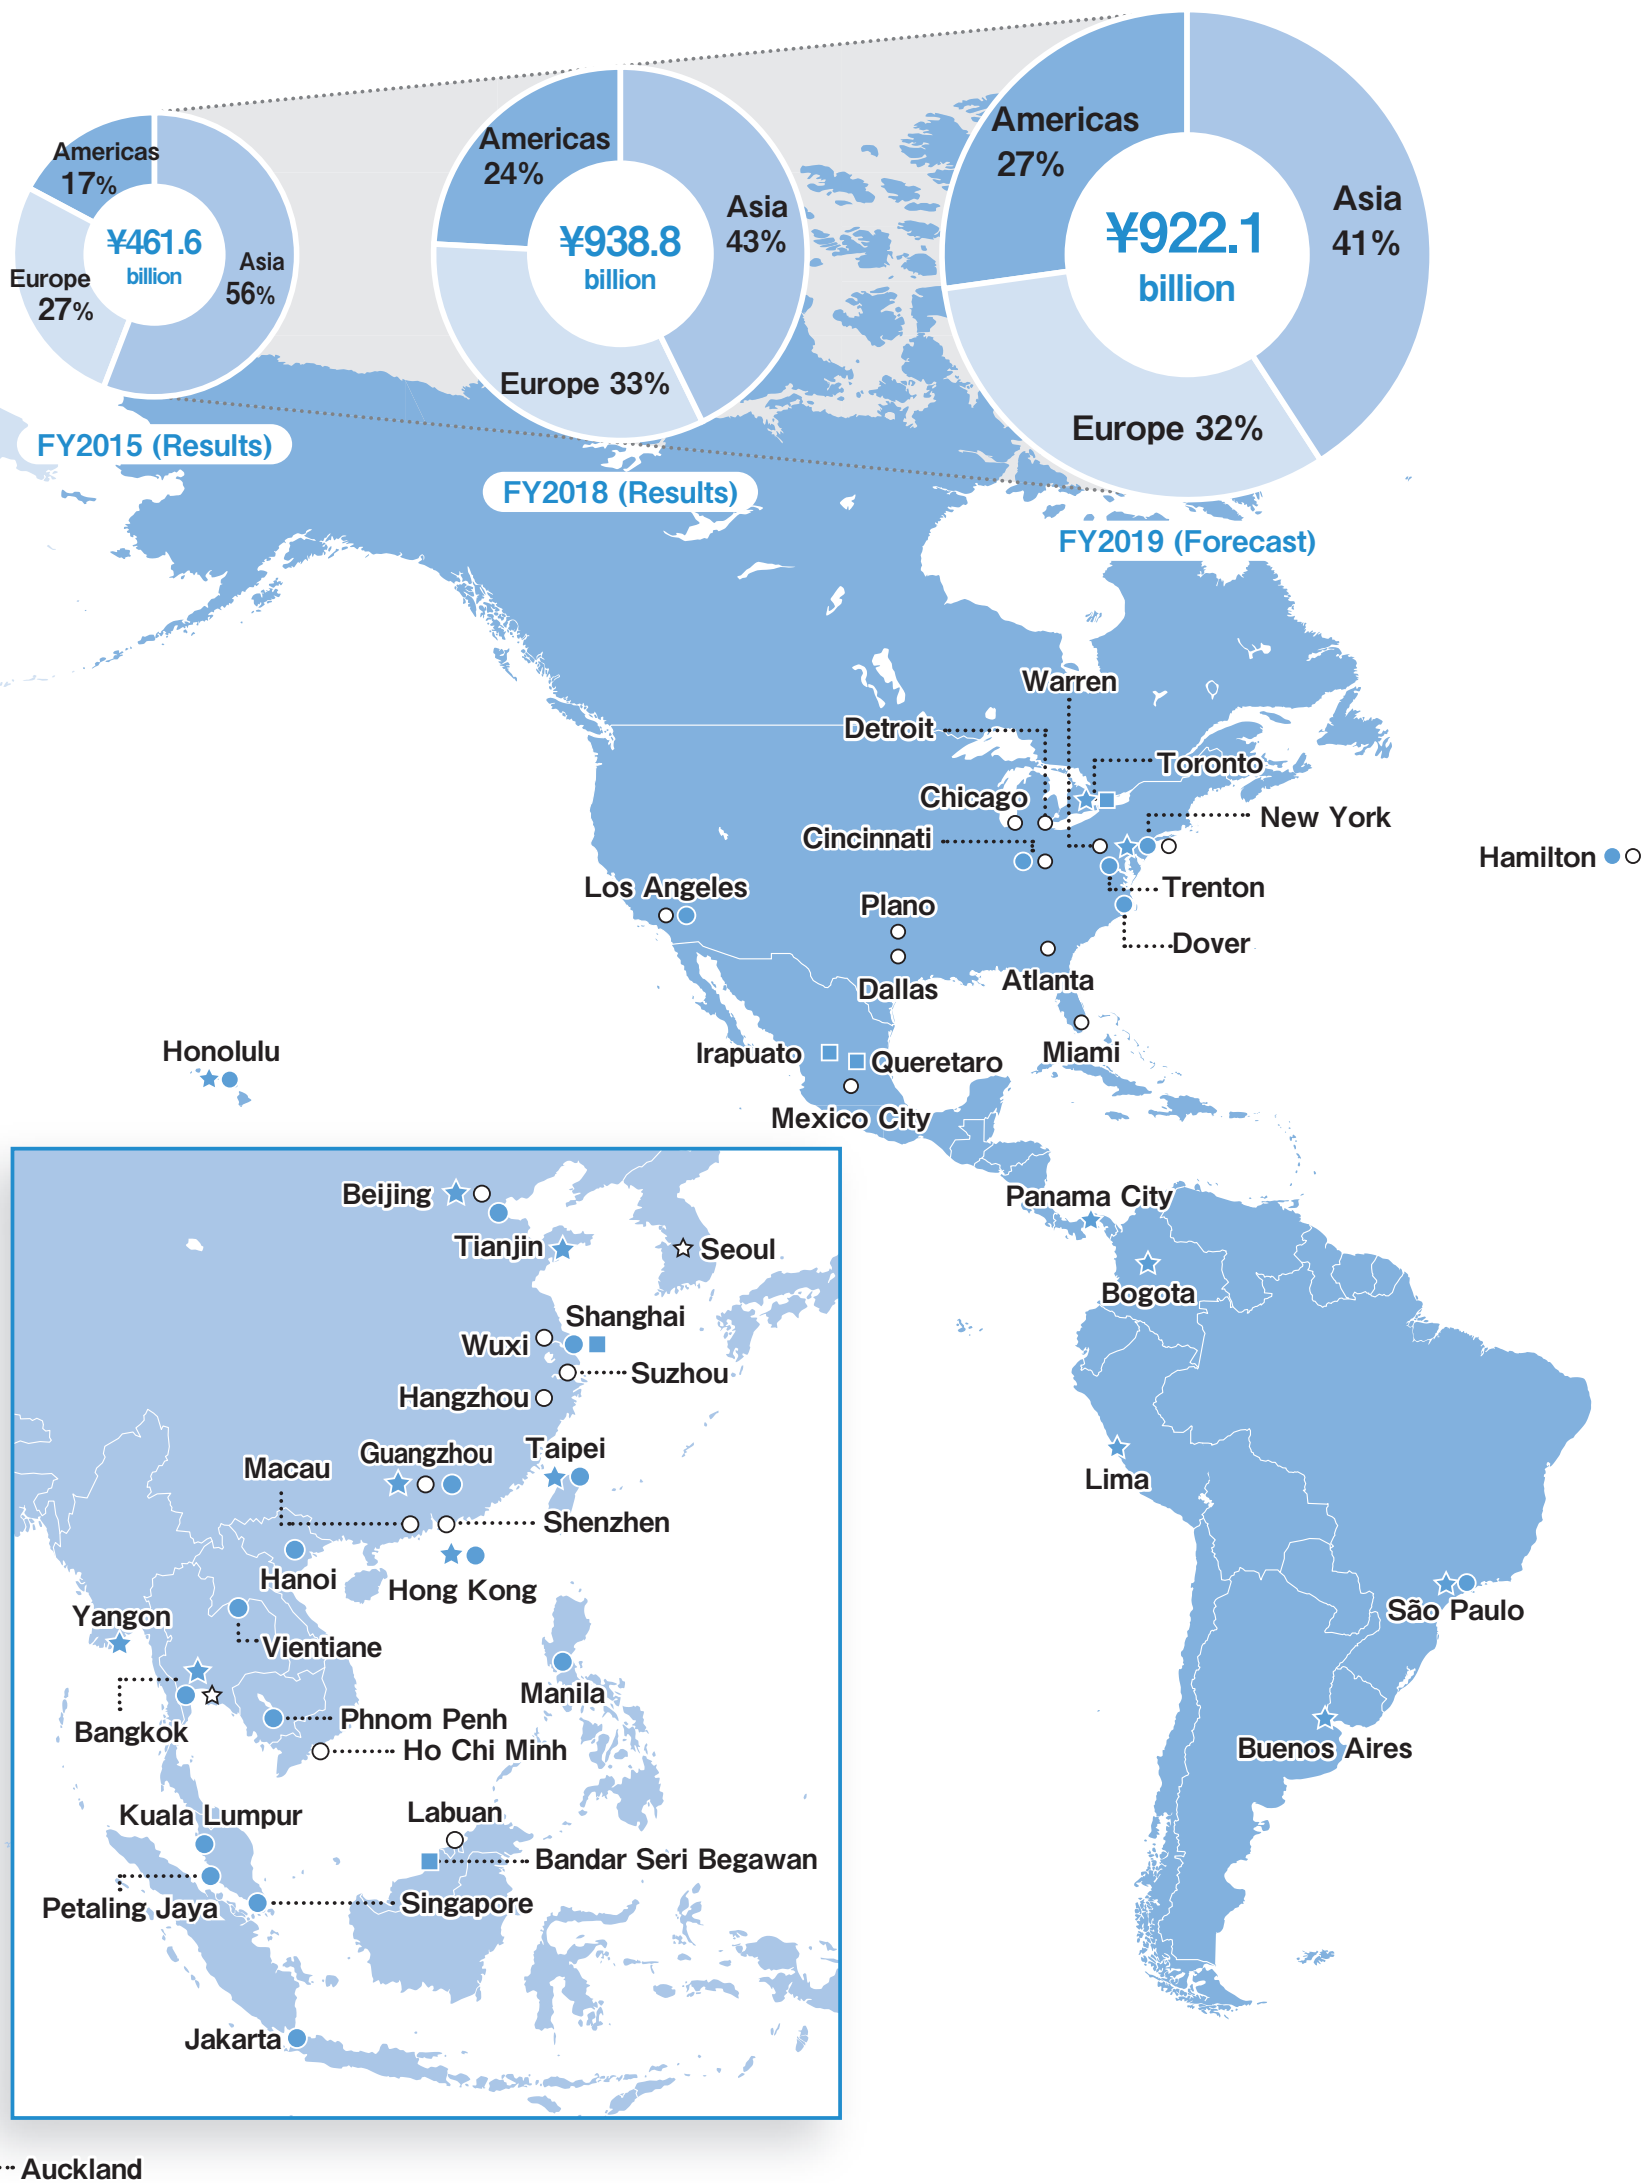 Americas
17%
¥461.6
billion
Asia
56%
Europe
27%
FY2015 (Results)
Americas
24%
¥938.8
billion
Asia
43%
Europe 33%
FY2018 (Results)
Americas
27%
¥922.1
billion
Asia
41%
Europe 32%
FY2019 (Forecast)
Warren
Detroit
Toronto
Chicago
New York
Cincinnati
Hamilton
Los Angeles
Trenton
Plano
Dover
Atlanta
Dallas
Honolulu
Irapuato
Queretaro
Miami
Mexico City
Panama City
Bogota
Lima
São Paulo
Buenos Aires
Beijing
Tianjin
Seoul
Shanghai
Wuxi
Suzhou
Hangzhou
Guangzhou
Taipei
Macau
Shenzhen
Hanoi
Hong Kong
Yangon
Vientiane
Manila
Bangkok
Phnom Penh
Ho Chi Minh
Kuala Lumpur
Labuan
Bandar Seri Begawan
Petaling Jaya
Singapore
Jakarta
Auckland